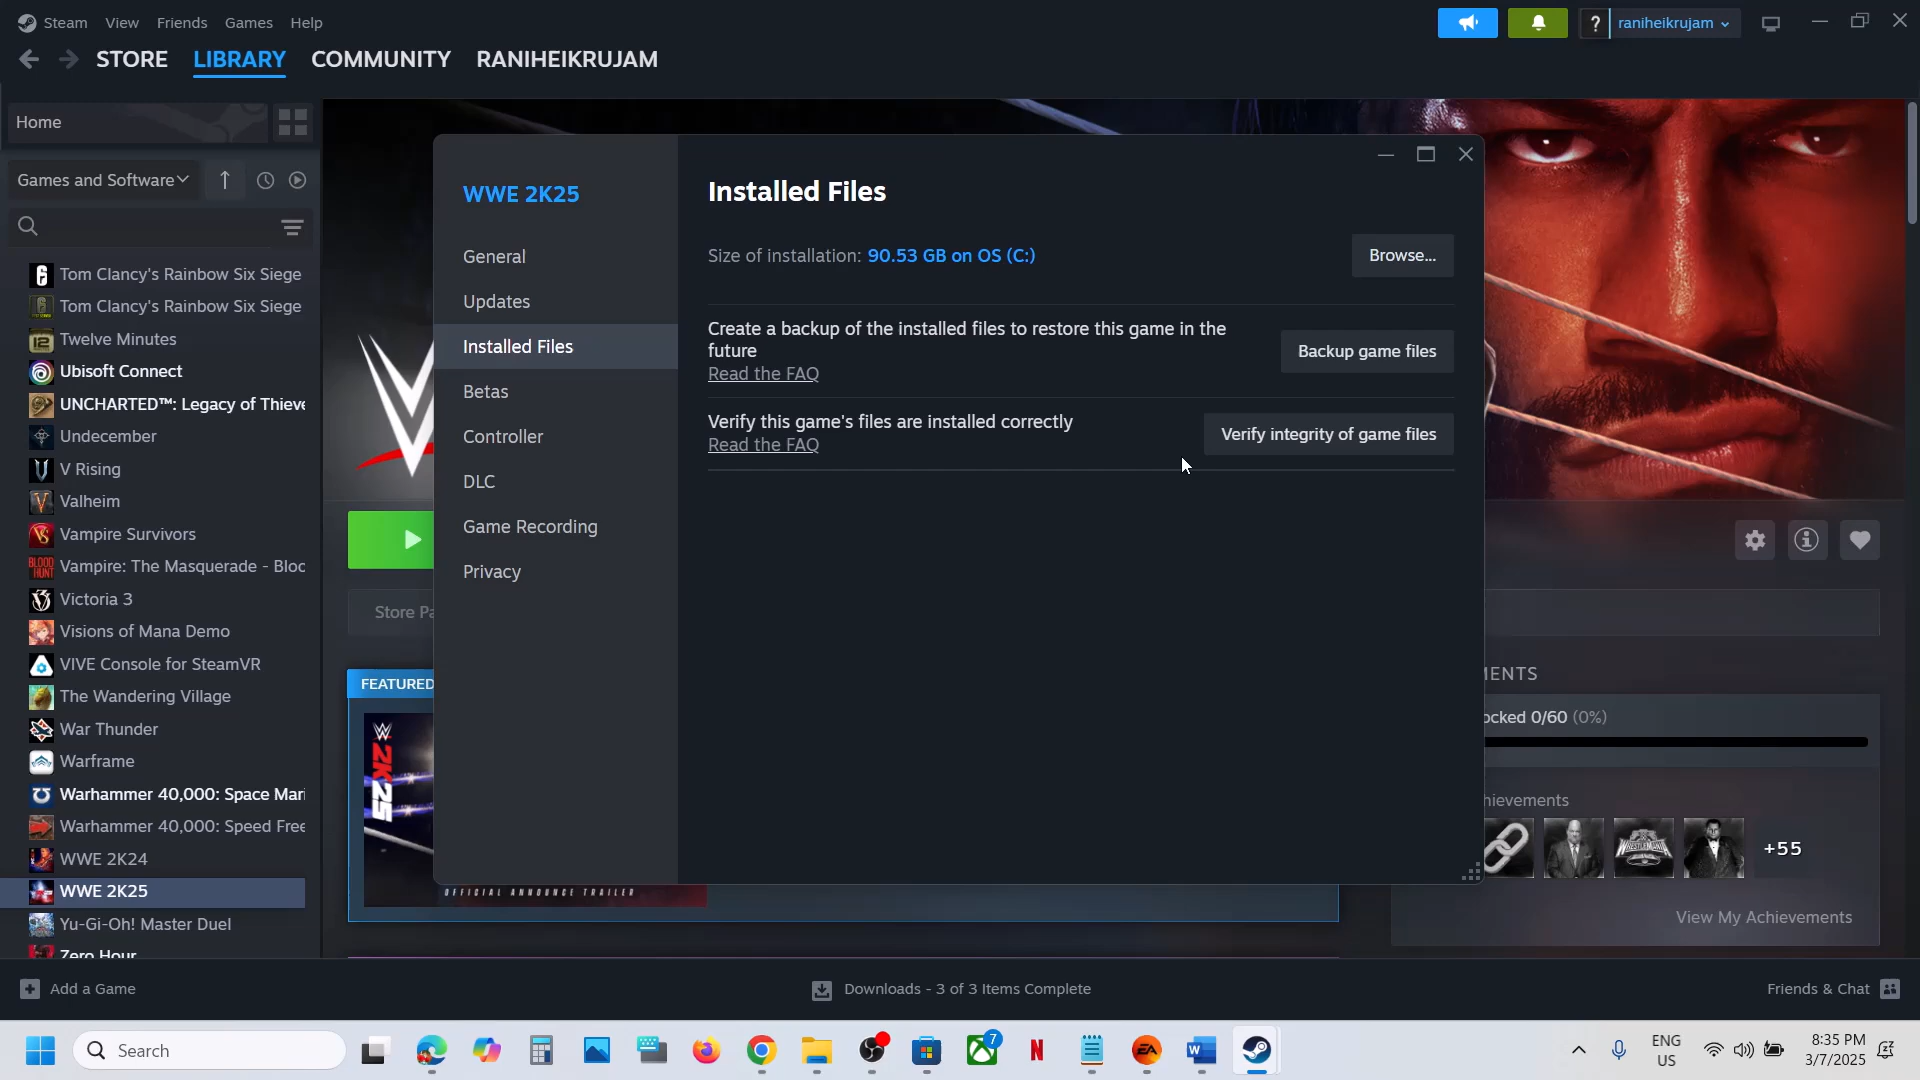 Steam View Friends Games Help
? raniheikrujam
STORE LIBRARY COMMUNITY RANIHEIKRUJAM
Home
Games and Software
Tom Clancy's Rainbow Six Siege
Tom Clancy's Rainbow Six Siege
Twelve Minutes
Ubisoft Connect
UNCHARTED™: Legacy of Thieve
Undecember
V Rising
Valheim
Vampire Survivors
Vampire: The Masquerade - Bloo
Victoria 3
Visions of Mana Demo
VIVE Console for SteamVR
The Wandering Village
War Thunder
Warframe
Warhammer 40,000: Space Mari
Warhammer 40,000: Speed Free
WWE 2K24
WWE 2K25
Yu-Gi-Oh! Master Duel
Zero Hour
WWE 2K25
General
Updates
Installed Files
Betas
Controller
DLC
Game Recording
Privacy
Installed Files
Size of installation: 90.53 GB on OS (C:)
Browse...
Create a backup of the installed files to restore this game in the
future
Read the FAQ
Backup game files
Verify this game's files are installed correctly
Read the FAQ
Verify integrity of game files
Store Pa
FEATURED
2K25
OFFICIAL ANNOUNCE TRAILER
MENTS
ocked 0/60 (0%)
hievements
+55
View My Achievements
Add a Game
Downloads - 3 of 3 Items Complete
Friends & Chat
Search
7
ENG
US
8:35 PM
3/7/2025